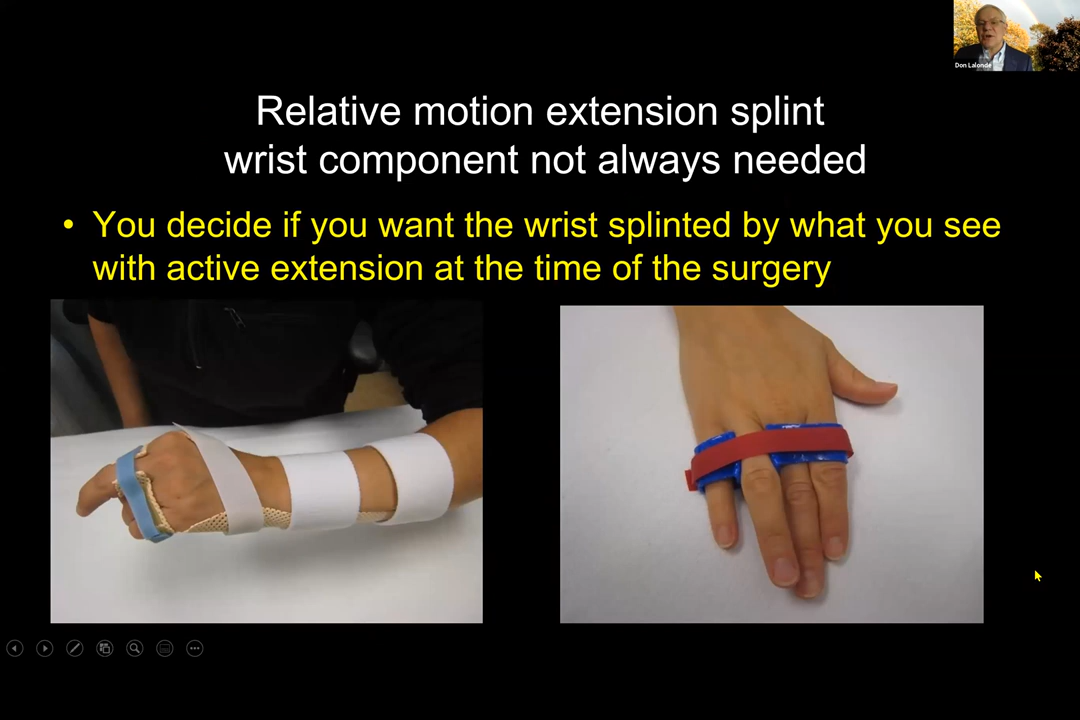 Don Lalonde
Relative motion extension splint
wrist component not always needed
• You decide if you want the wrist splinted by what you see
with active extension at the time of the surgery